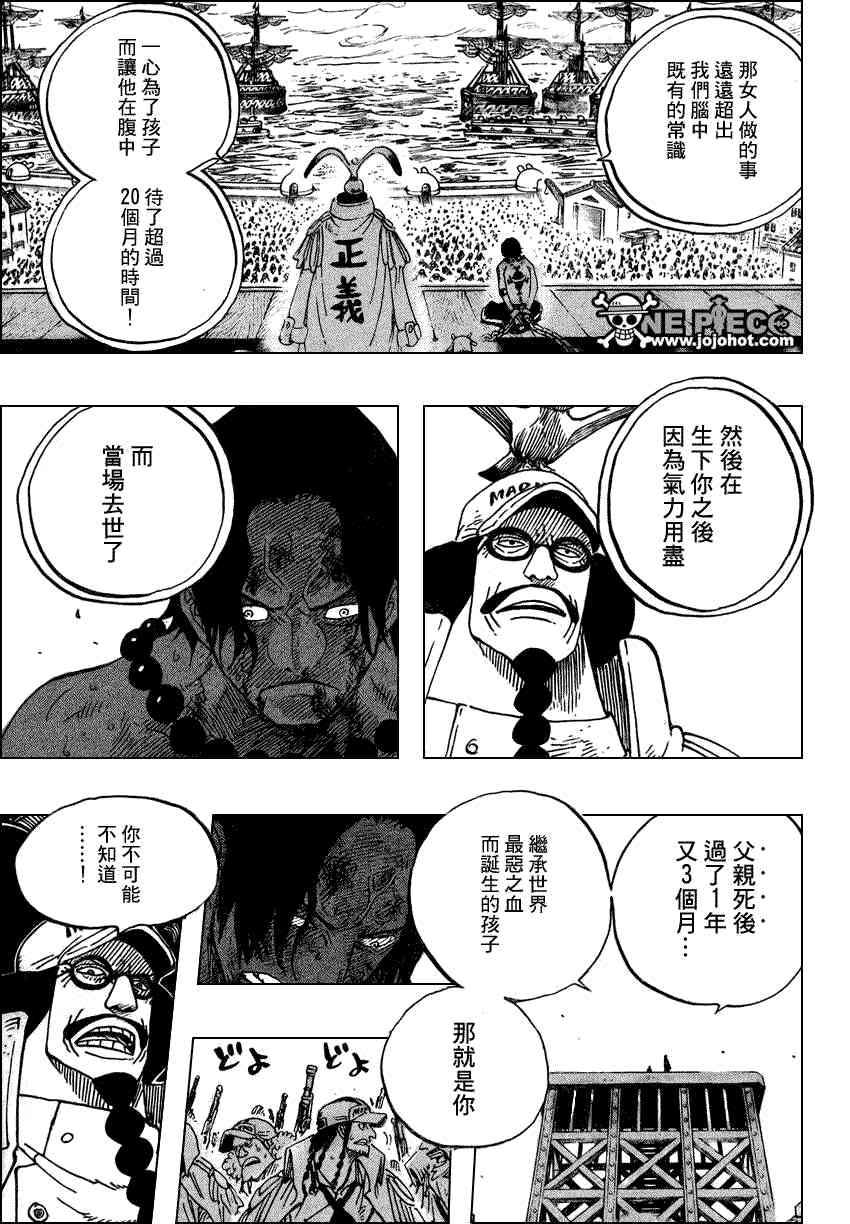 那女人做的事
遠遠超出
我們腦中
既有的常識
一心為了孩子
而讓他在腹中
待了超過
20個月的時間！
正義
ONE PIECE
www.jojohot.com
然後在
生下你之後
因為氣力用盡
MARINE
而
當場去世了
父親死後
過了1年
又3個月…
繼承世界
最惡之血
而誕生的孩子
那就是你
你不可能
不知道
……！
どよ
どよ